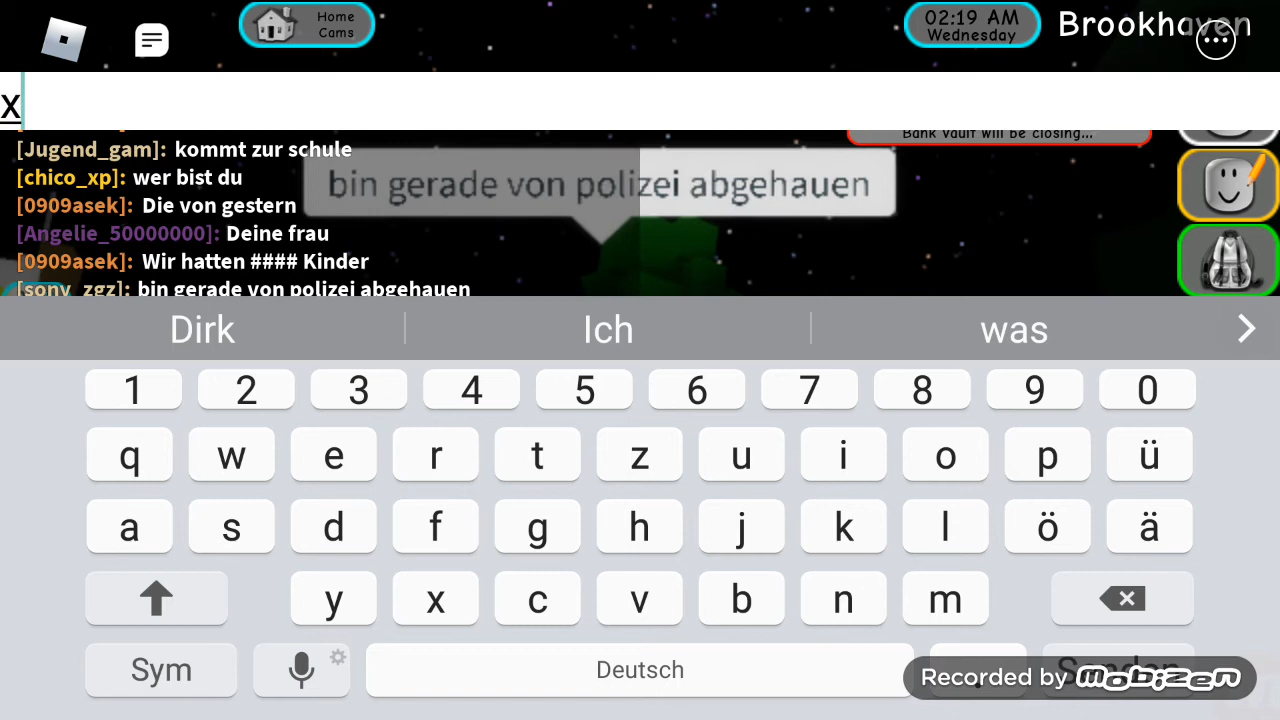 Home
Cams
02:19 AM
Wednesday
Brookhaven
x
Bank Vault will be closing...
[Jugend_gam]: kommt zur schule
[chico_xp]: wer bist du
[0909asek]: Die von gestern
[Angelie_50000000]: Deine frau
[0909asek]: Wir hatten #### Kinder
[sony_zgz]: bin gerade von polizei abgehauen
bin gerade von polizei abgehauen
Dirk Ich was
1 2 3 4 5 6 7 8 9 0
q w e r t z u i o p ü
a s d f g h j k l ö ä
y x c v b n m
Sym Deutsch Senden
Recorded by mobizen